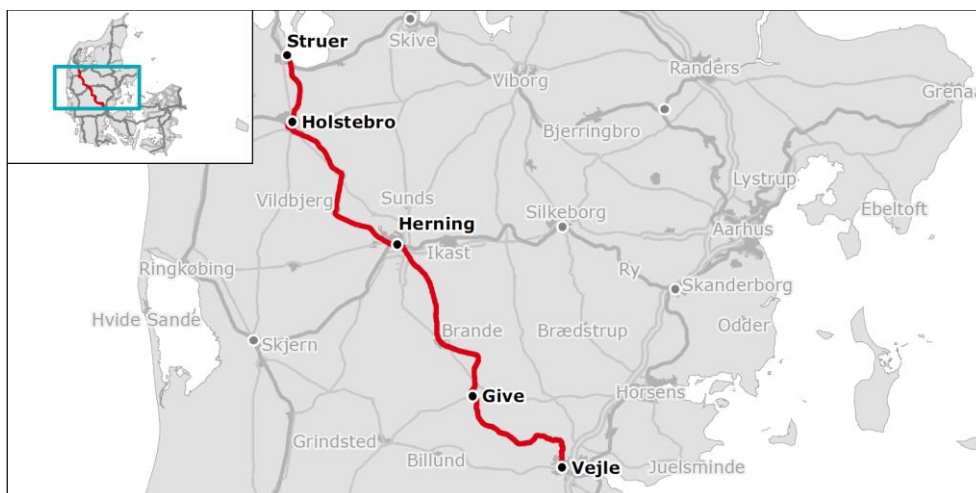 Struer
Skive
Viborg
Randers
Grenaa
Holstebro
Bjerringbro
Vildbjerg
Sunds
Lystrup
Herning
Silkeborg
Ebeltoft
Aarhus
Ikast
Ry
Ringkøbing
Skanderborg
Hvide Sande
Skjern
Brande
Brædstrup
Odder
Give
Horsens
Grindsted
Billund
Vejle
Juelsminde